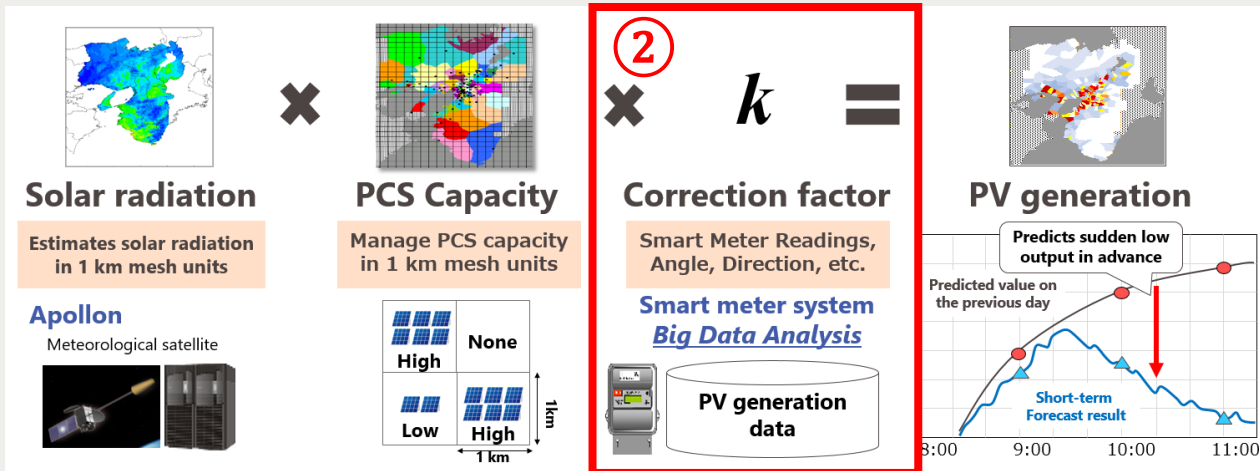 ②
k
Solar radiation
PCS Capacity
Correction factor
PV generation
Estimates solar radiation
in 1 km mesh units
Manage PCS capacity
in 1 km mesh units
Smart Meter Readings,
Angle, Direction, etc.
Predicts sudden low
output in advance
Predicted value on
the previous day
Apollon
Meteorological satellite
High
None
Low
High
1km
1 km
Smart meter system
Big Data Analysis
PV generation
data
Short-term
Forecast result
8:00
9:00
10:00
11:00